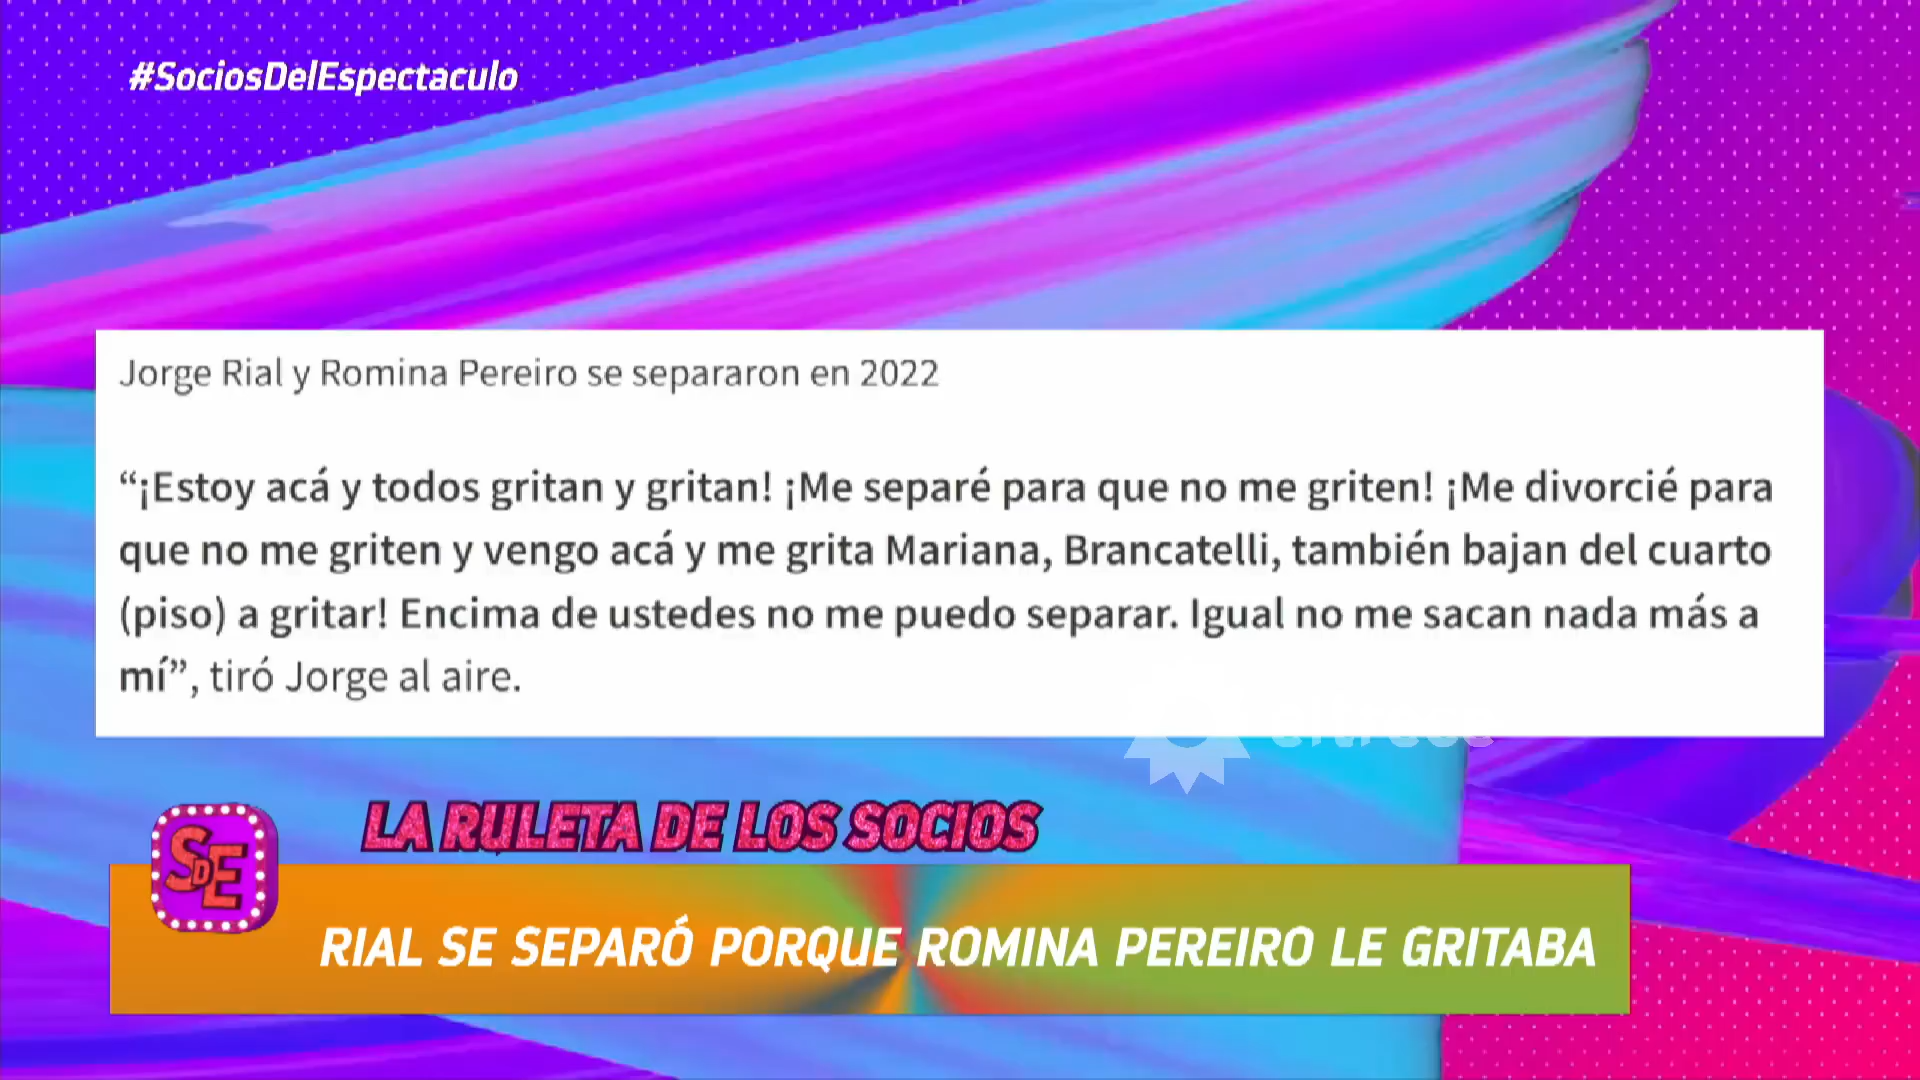 #SociosDelEspectaculo
Jorge Rial y Romina Pereiro se separaron en 2022
“¡Estoy acá y todos gritan y gritan! ¡Me separé para que no me griten! ¡Me divorcié para
que no me griten y vengo acá y me grita Mariana, Brancatelli, también bajan del cuarto
(piso) a gritar! Encima de ustedes no me puedo separar. Igual no me sacan nada más a
mí”, tiró Jorge al aire.
eltrece
LA RULETA DE LOS SOCIOS
SDE
RIAL SE SEPARÓ PORQUE ROMINA PEREIRO LE GRITABA